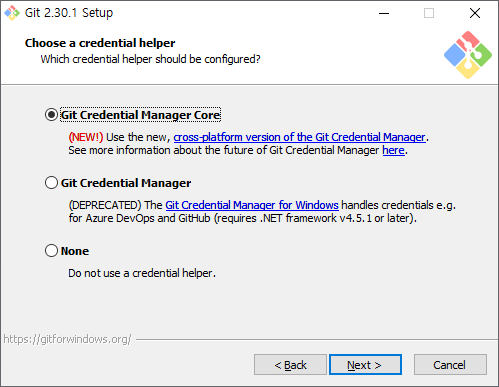 Git 2.30.1 Setup
Choose a credential helper
Which credential helper should be configured?
Git Credential Manager Core
(NEW!) Use the new, cross-platform version of the Git Credential Manager.
See more information about the future of Git Credential Manager here.
Git Credential Manager
(DEPRECATED) The Git Credential Manager for Windows handles credentials e.g.
for Azure DevOps and GitHub (requires .NET framework v4.5.1 or later).
None
Do not use a credential helper.
https://gitforwindows.org/
< Back
Next >
Cancel